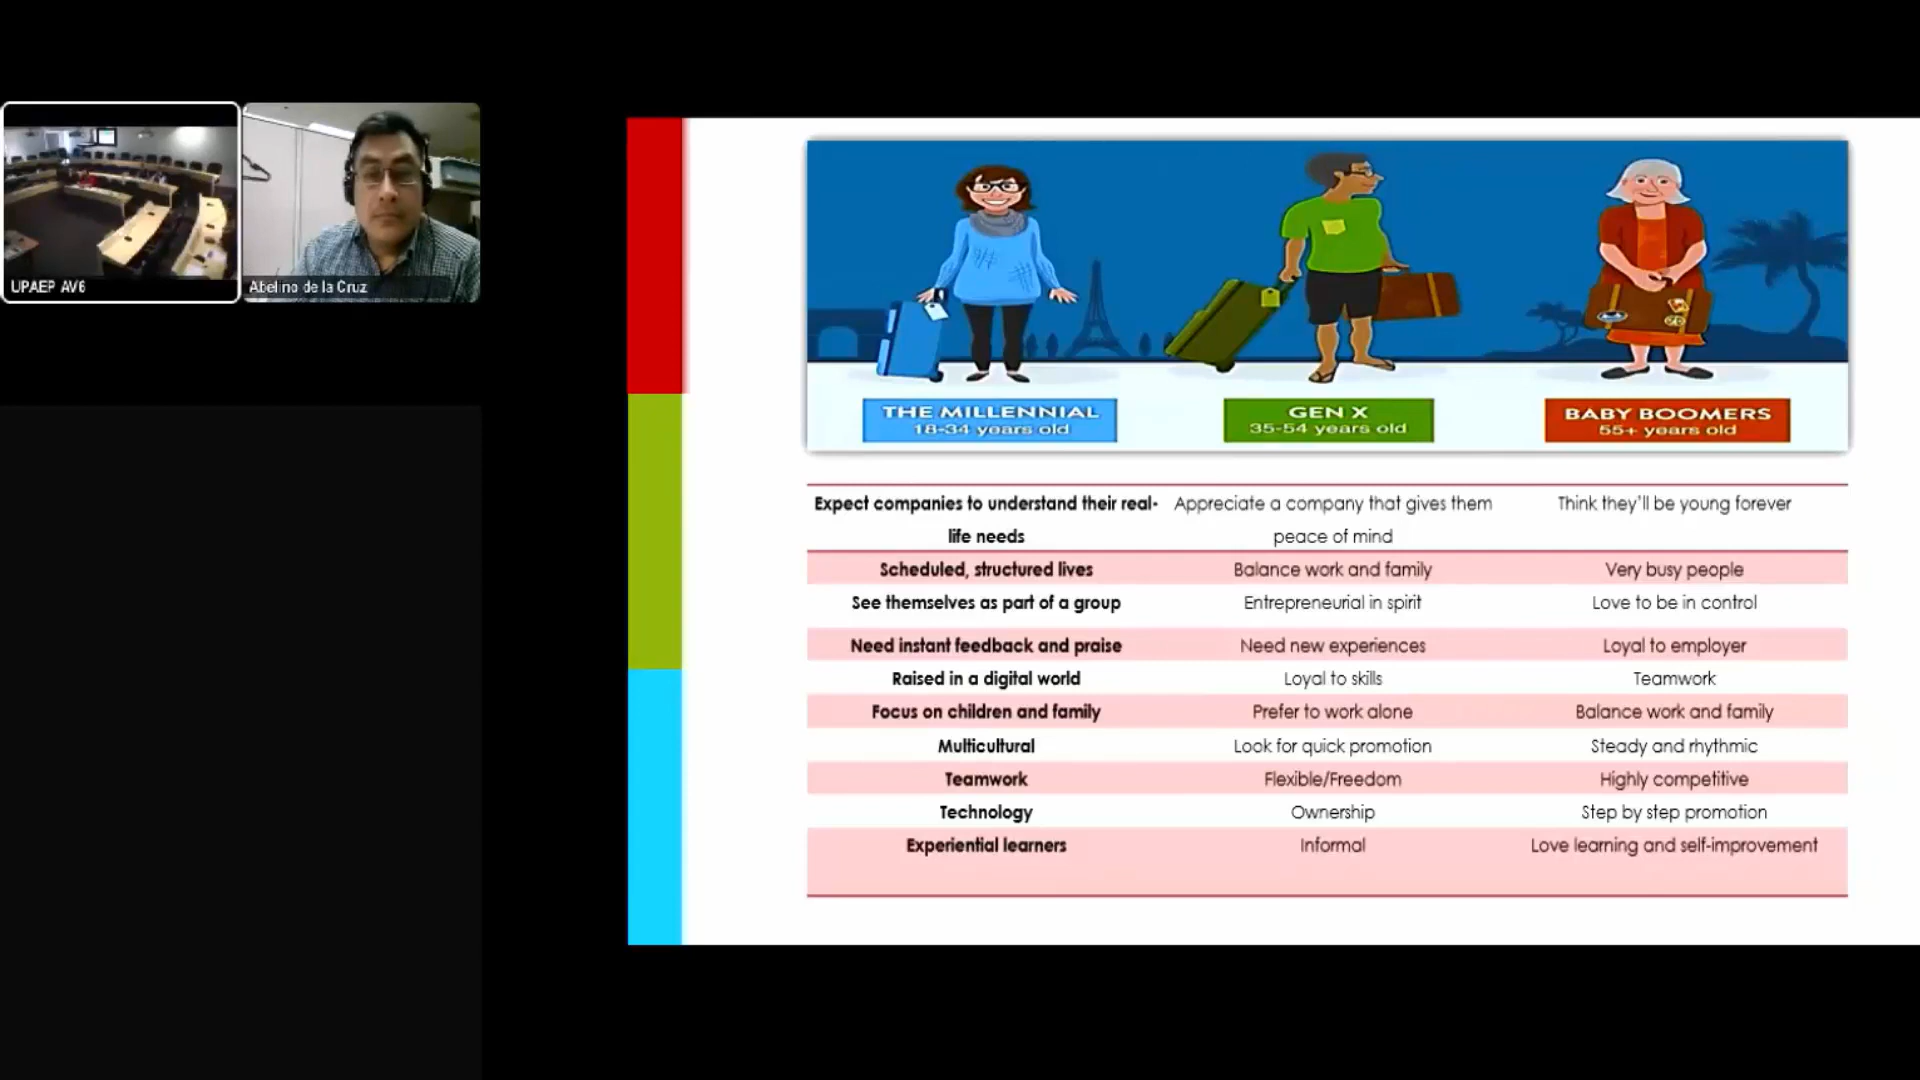 UPAEP AV6
Abelino de la Cruz
THE MILLENNIAL
18-34 years old
GEN X
35-54 years old
BABY BOOMERS
55+ years old
Expect companies to understand their real-
life needs
Appreciate a company that gives them
peace of mind
Think they'll be young forever
Scheduled, structured lives
Balance work and family
Very busy people
See themselves as part of a group
Entrepreneurial in spirit
Love to be in control
Need instant feedback and praise
Need new experiences
Loyal to employer
Raised in a digital world
Loyal to skills
Teamwork
Focus on children and family
Prefer to work alone
Balance work and family
Multicultural
Look for quick promotion
Steady and rhythmic
Teamwork
Flexible/Freedom
Highly competitive
Technology
Ownership
Step by step promotion
Experiential learners
Informal
Love learning and self-improvement